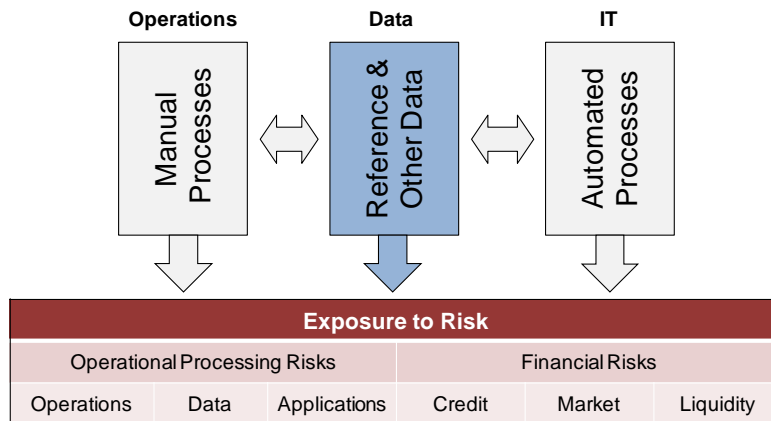 Operations
Data
IT
Manual
Processes
Reference &
Other Data
Automated
Processes
Exposure to Risk
Operational Processing Risks
Financial Risks
Operations
Data
Applications
Credit
Market
Liquidity